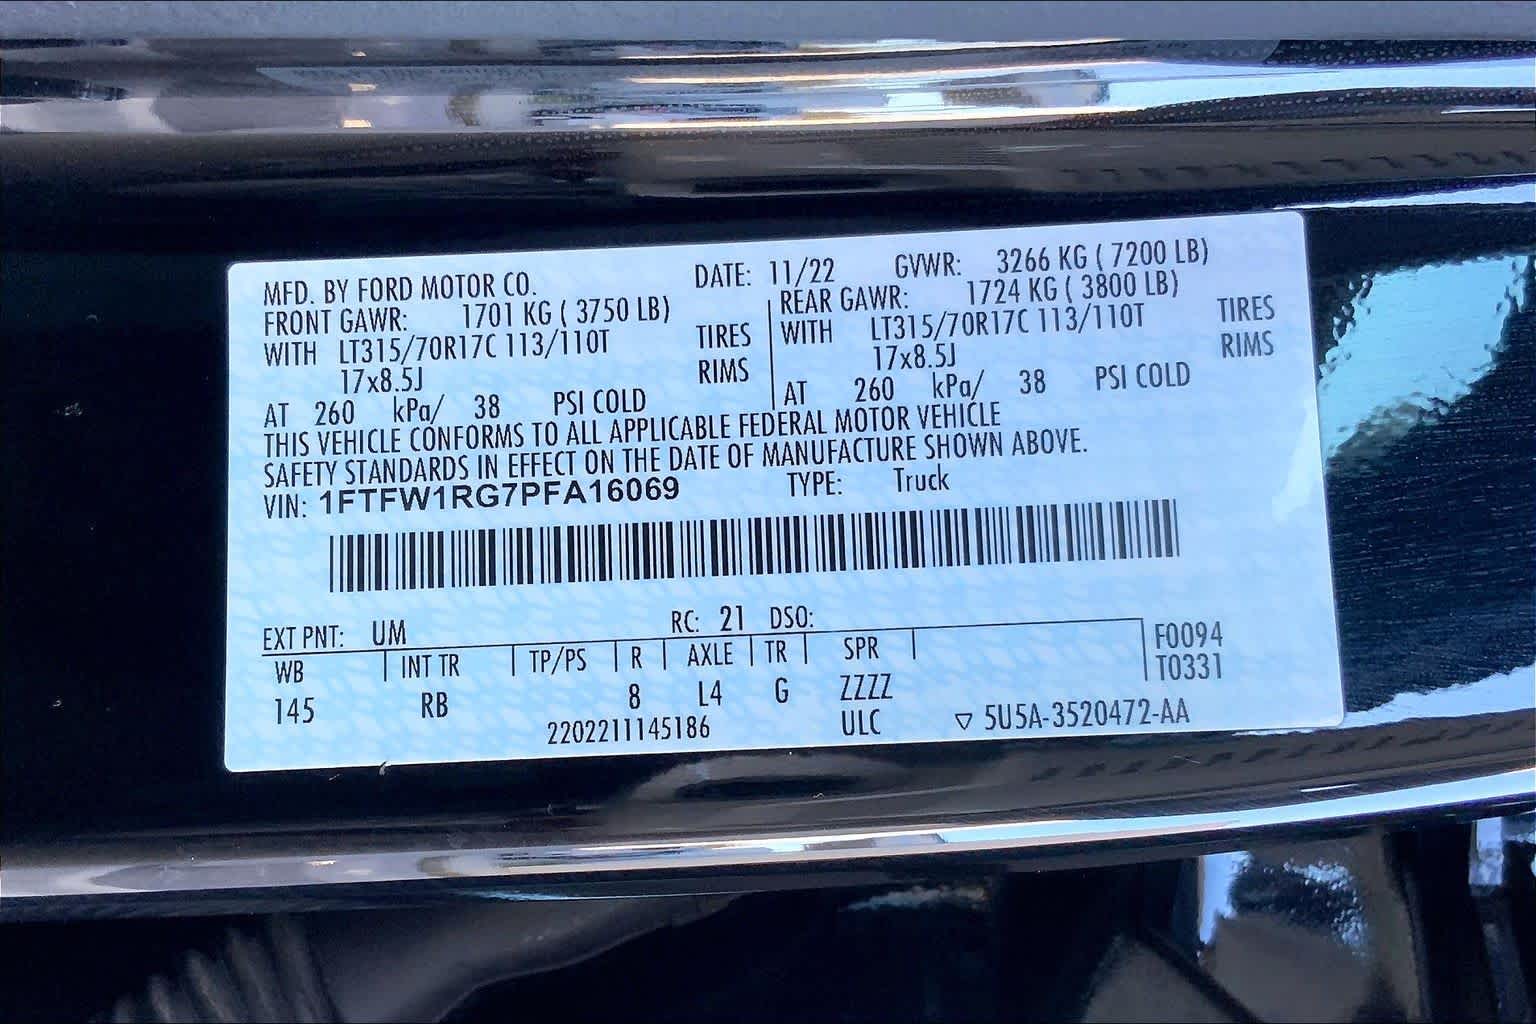 MFD. BY FORD MOTOR CO. DATE: 11/22 GVWR: 3266 KG ( 7200 LB)
FRONT GAWR: 1701 KG ( 3750 LB) REAR GAWR: 1724 KG ( 3800 LB)
WITH LT315/70R17C 113/110T TIRES WITH LT315/70R17C 113/110T TIRES
17x8.5J RIMS 17x8.5J RIMS
AT 260 kPa/ 38 PSI COLD AT 260 kPa/ 38 PSI COLD
THIS VEHICLE CONFORMS TO ALL APPLICABLE FEDERAL MOTOR VEHICLE
SAFETY STANDARDS IN EFFECT ON THE DATE OF MANUFACTURE SHOWN ABOVE.
VIN: 1FTFW1RG7PFA16069 TYPE: Truck
EXT PNT: UM RC: 21 DSO:
WB INT TR TP/PS R AXLE TR SPR F0094
T0331
145 RB 8 L4 G ZZZZ
2202211145186 ULC ▽ 5U5A-3520472-AA